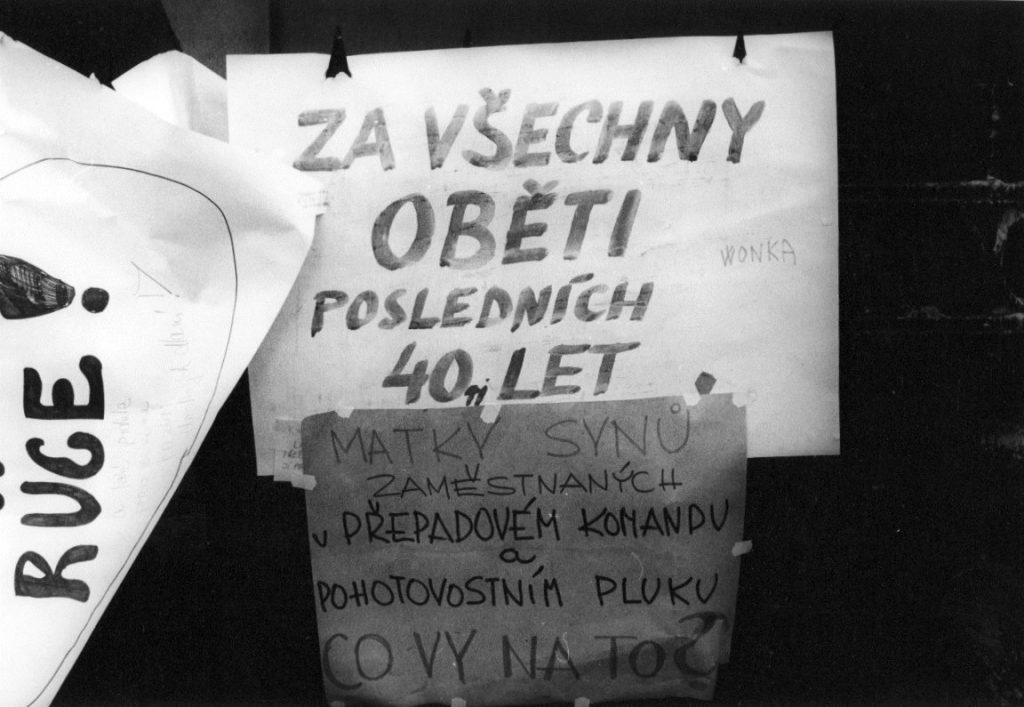 ZA VŠECHNY
OBĚTI
POSLEDNÍCH
40ti LET
WONKA
RUCE!
MATKY SYNŮ
ZAMĚSTNANÝCH
v PŘEPADOVÉM KOMANDU
a
POHOTOVOSTNÍM PLUKU
CO VY NA TO?